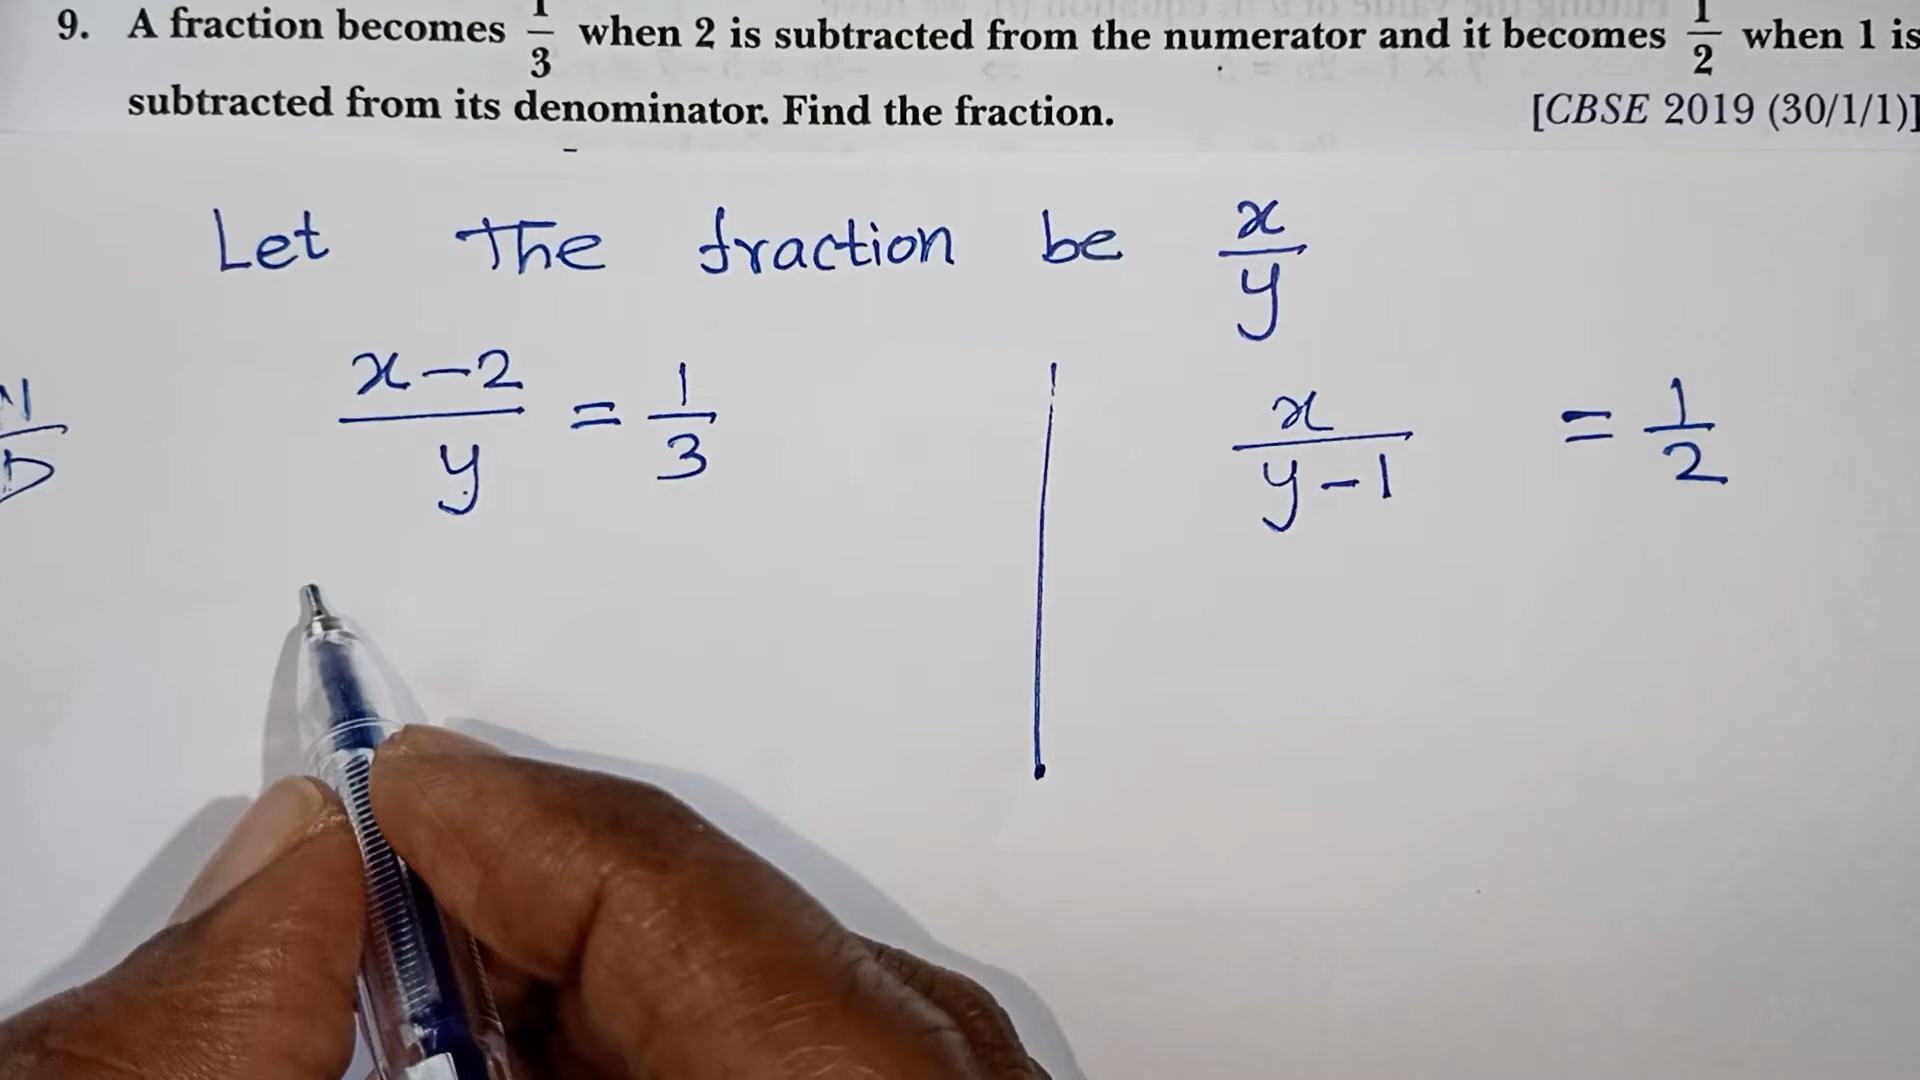 9. A fraction becomes 1/3 when 2 is subtracted from the numerator and it becomes 1/2 when 1 is
subtracted from its denominator. Find the fraction. [CBSE 2019 (30/1/1)]
Let The fraction be x/y
N/D (x-2)/y = 1/3 | x/(y-1) = 1/2